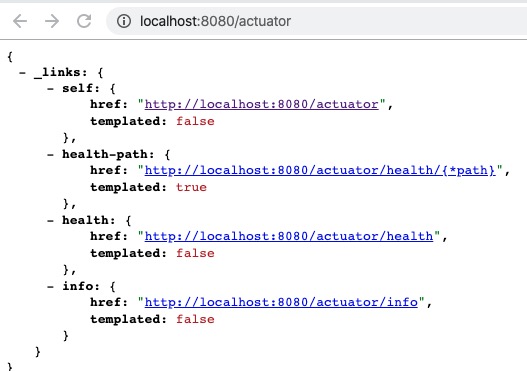 localhost:8080/actuator
{
- _links: {
- self: {
href: "http://localhost:8080/actuator",
templated: false
},
- health-path: {
href: "http://localhost:8080/actuator/health/{*path}",
templated: true
},
- health: {
href: "http://localhost:8080/actuator/health",
templated: false
},
- info: {
href: "http://localhost:8080/actuator/info",
templated: false
}
}
}